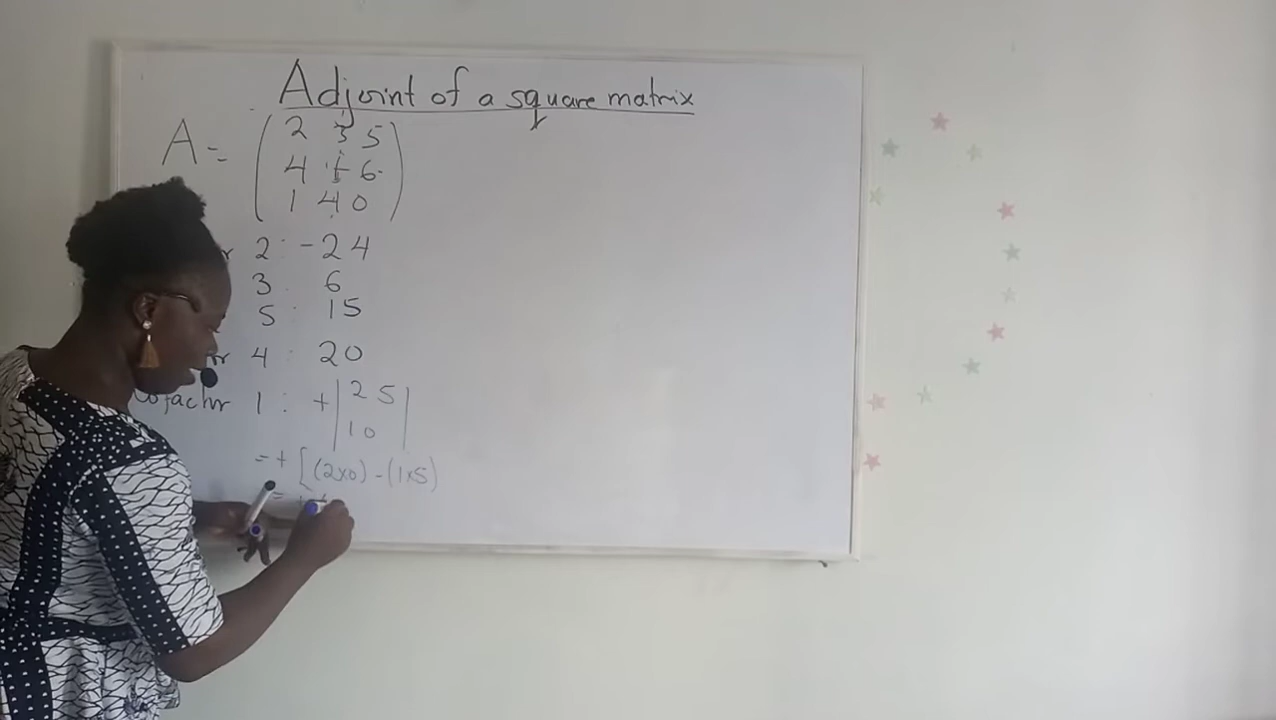 Adjoint of a square matrix
A = ( 2 3 5
4 1 6
1 4 0 )
r 2 : -24
3 : 6
5 : 15
r 4 : 20
Cofactor 1 : + | 2 5
1 0 |
= + [(2x0) - (1x5)
=